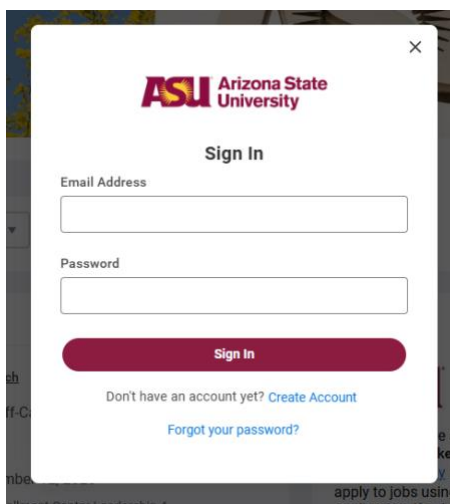 ASU Arizona State
University
Sign In
Email Address
Password
Sign In
Don't have an account yet? Create Account
Forgot your password?
apply to jobs usin